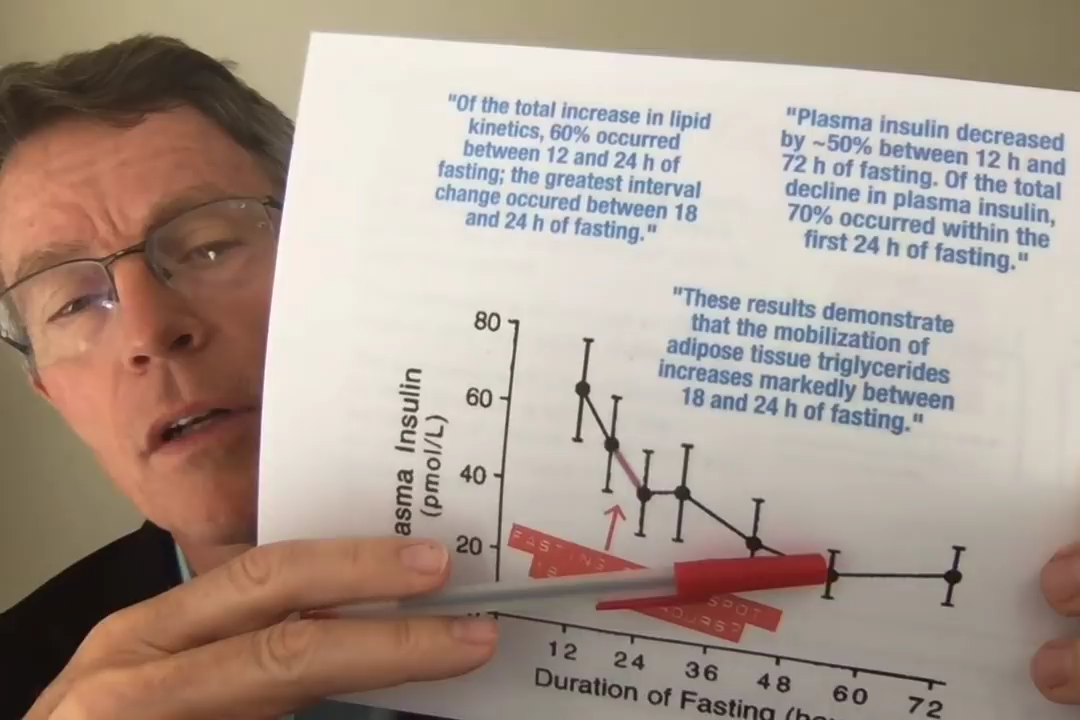 "Of the total increase in lipid
kinetics, 60% occurred
between 12 and 24 h of
fasting; the greatest interval
change occured between 18
and 24 h of fasting."
"Plasma insulin decreased
by ~50% between 12 h and
72 h of fasting. Of the total
decline in plasma insulin,
70% occurred within the
first 24 h of fasting."
"These results demonstrate
that the mobilization of
adipose tissue triglycerides
increases markedly between
18 and 24 h of fasting."
80
60
40
20
asma Insulin
(pmol/L)
FASTING
SPOT
12 24 36 48 60 72
Duration of Fasting